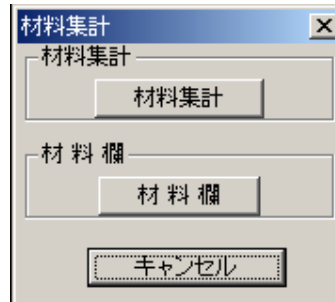 材料集計
材料集計
材料集計
材 料 欄
材 料 欄
キャンセル